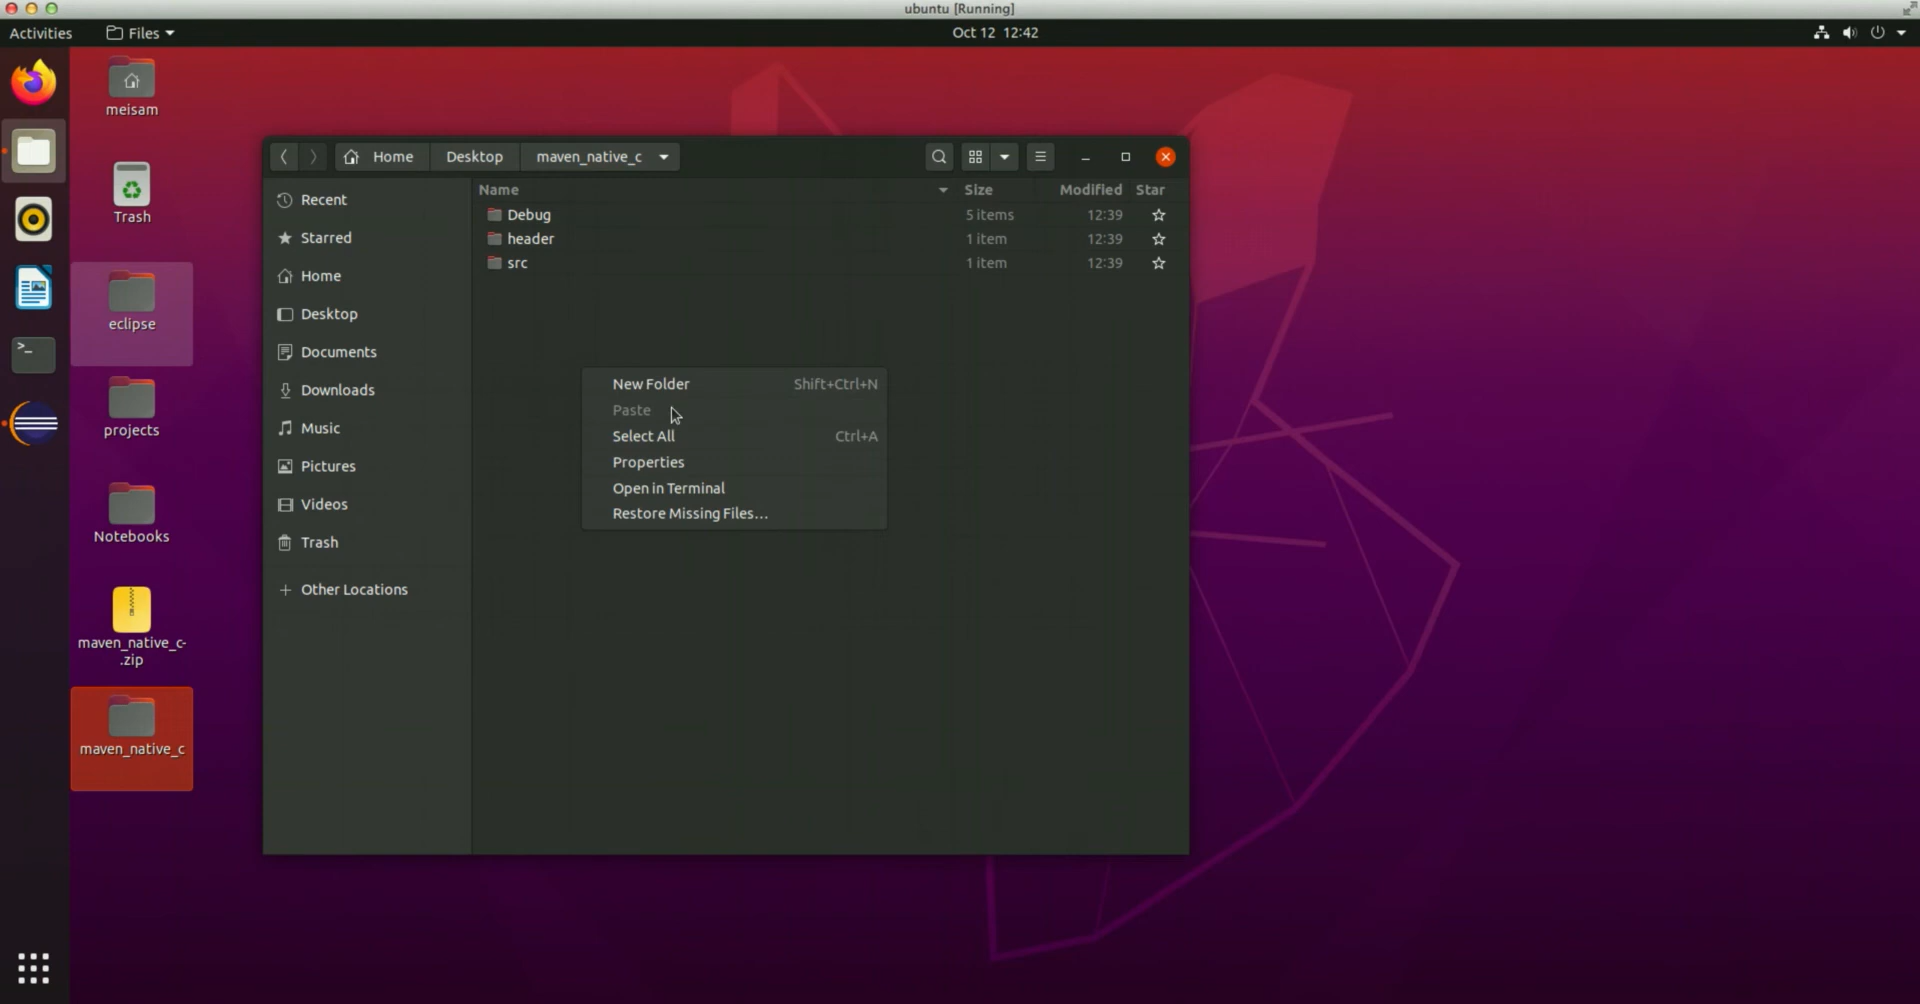 ubuntu [Running]
Activities Files Oct 12 12:42
meisam
Trash
eclipse
projects
Notebooks
maven_native_c-
.zip
maven_native_c
Home Desktop maven_native_c
Recent
Starred
Home
Desktop
Documents
Downloads
Music
Pictures
Videos
Trash
Other Locations
Name Size Modified Star
Debug 5 items 12:39
header 1 item 12:39
src 1 item 12:39
New Folder Shift+Ctrl+N
Paste
Select All Ctrl+A
Properties
Open in Terminal
Restore Missing Files...